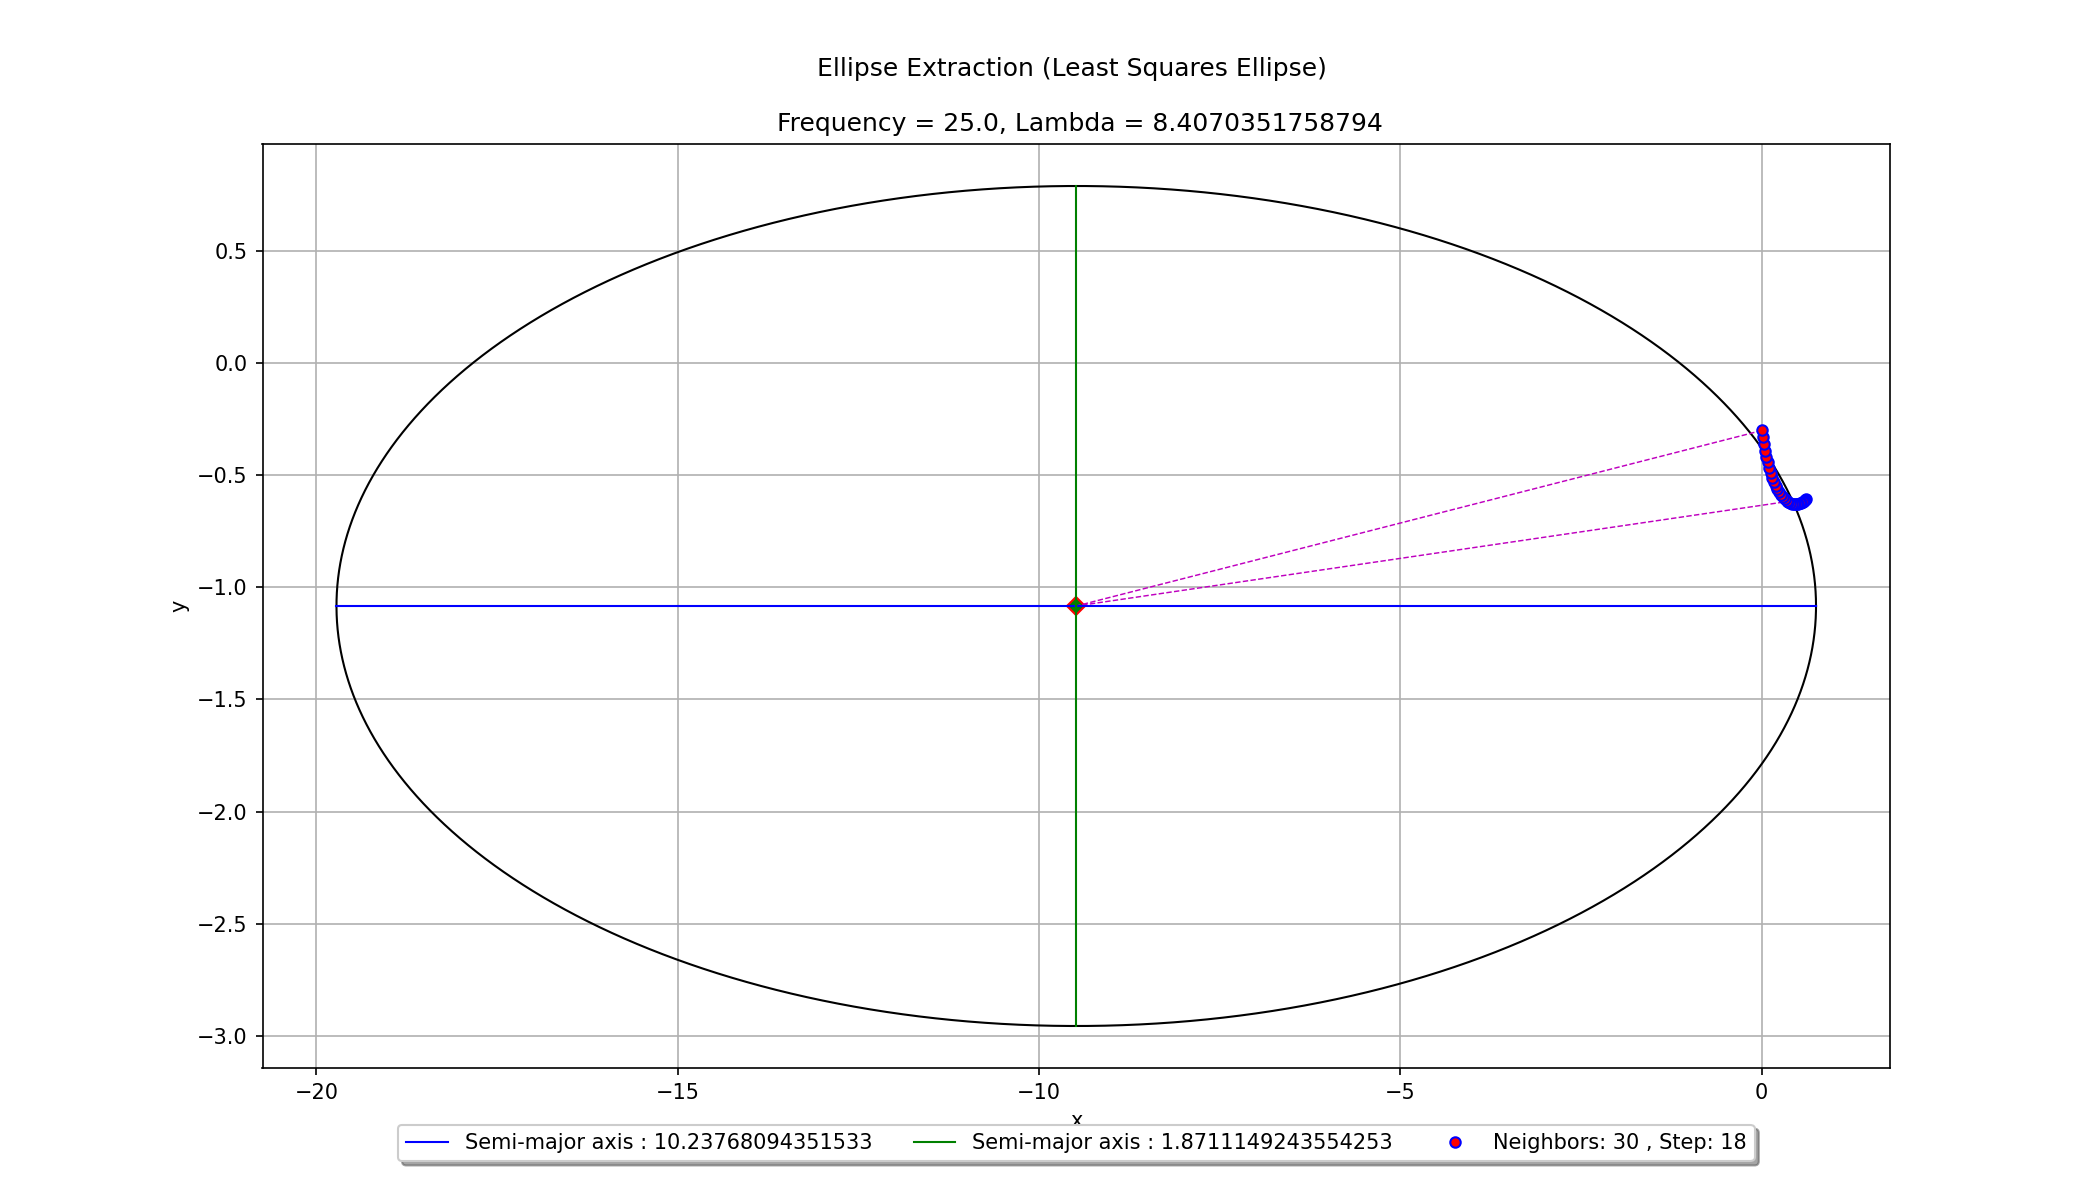 Ellipse Extraction (Least Squares Ellipse)
Frequency = 25.0, Lambda = 8.4070351758794
0.5
0.0
−0.5
−1.0
−1.5
−2.0
−2.5
−3.0
y
−20 −15 −10 −5 0
x
Semi-major axis : 10.23768094351533 Semi-major axis : 1.8711149243554253 Neighbors: 30 , Step: 18